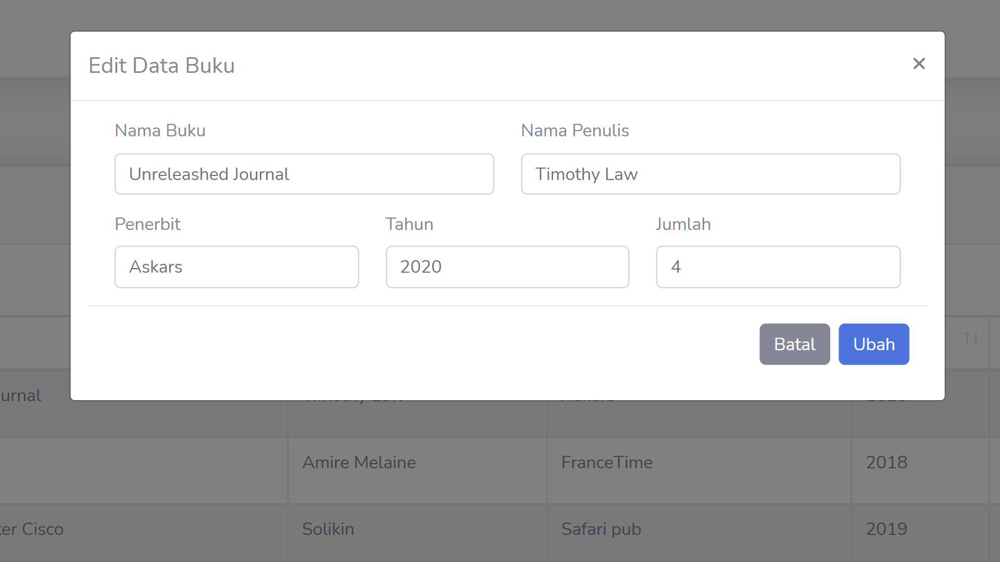 Edit Data Buku
Nama Buku
Nama Penulis
Unreleashed Journal
Timothy Law
Penerbit
Tahun
Jumlah
Askars
2020
4
Batal
Ubah
urnal
Amire Melaine
FranceTime
2018
ter Cisco
Solikin
Safari pub
2019